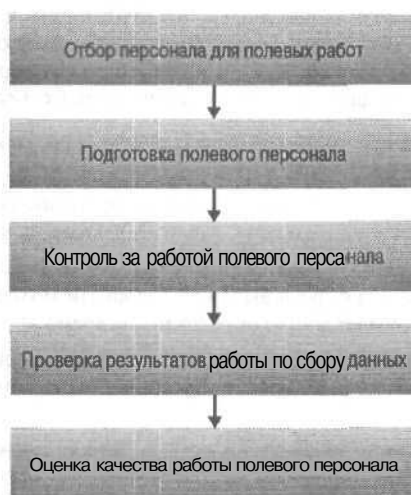 Отбор персонала для полевых работ
Подготовка полевого персонала
Контроль за работой полевого персонала
Проверка результатов работы по сбору данных
Оценка качества работы полевого персонала